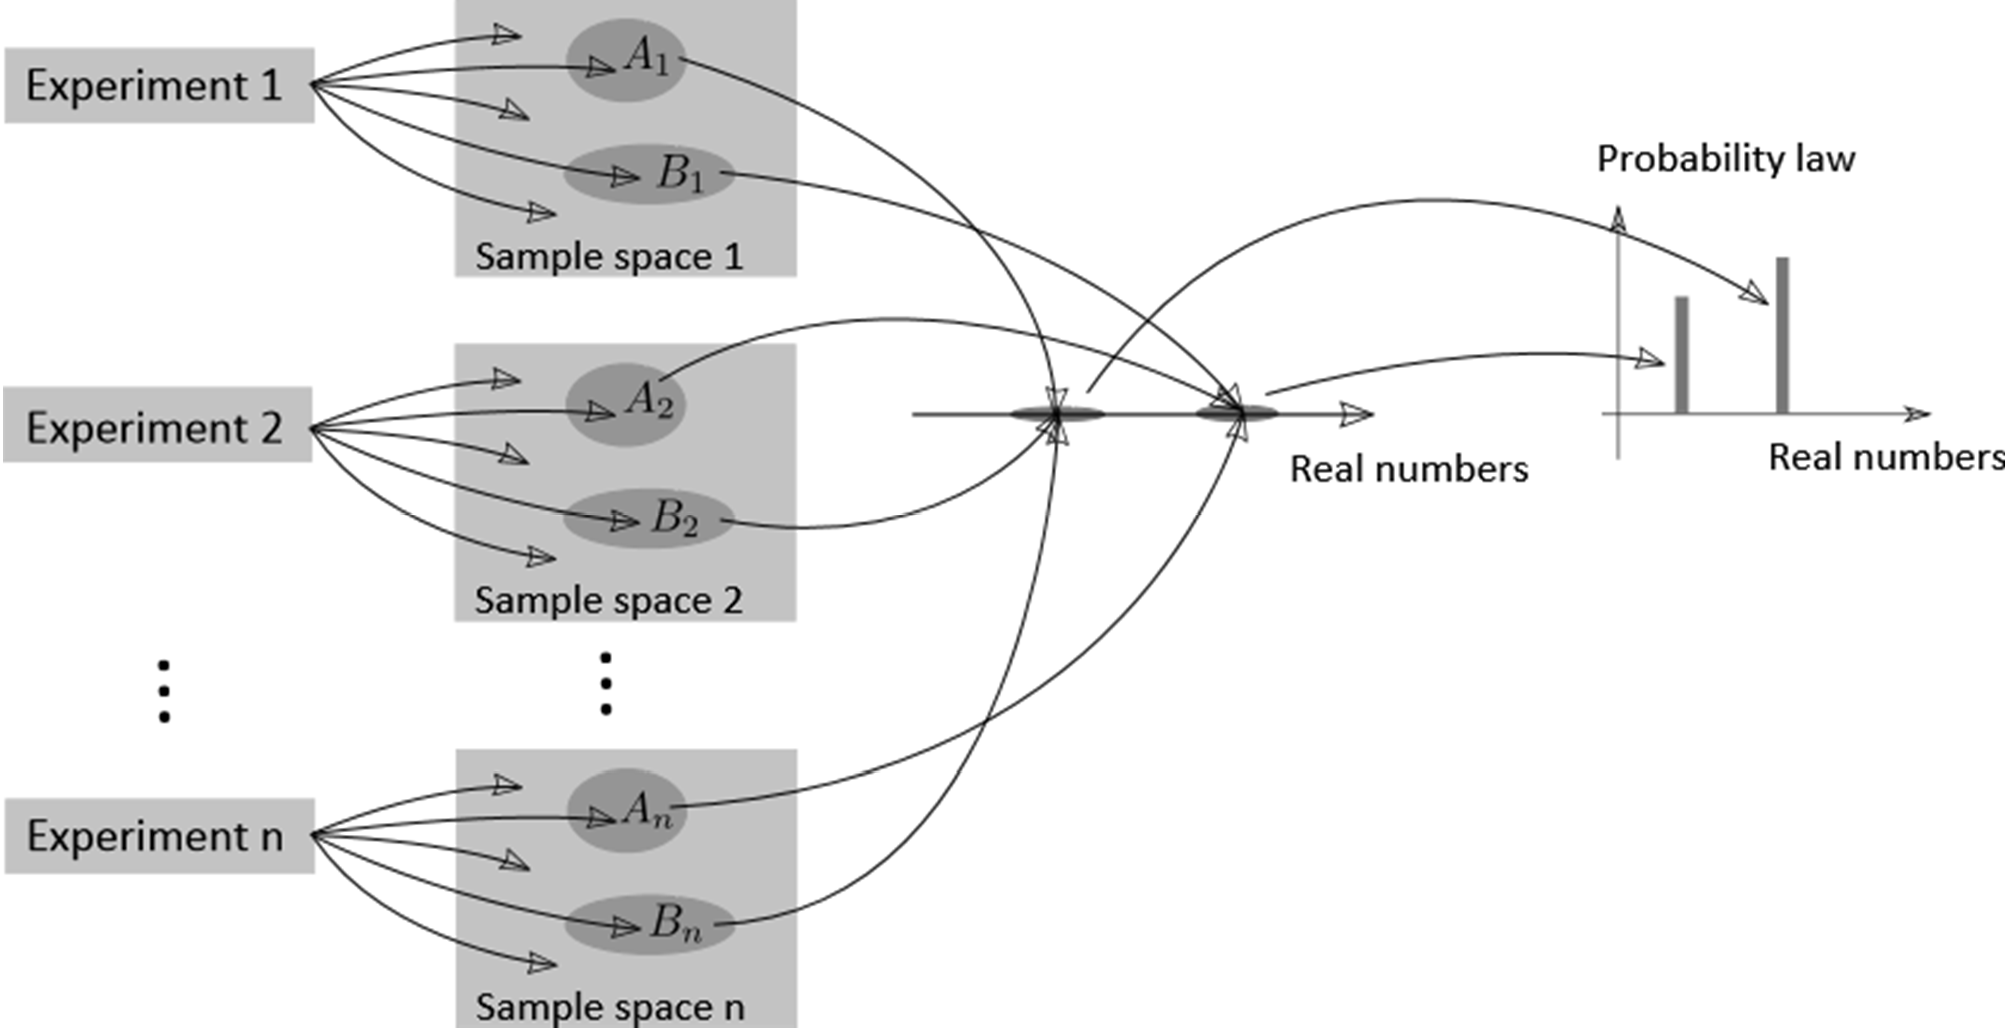 Experiment 1
A₁
B₁
Sample space 1
Probability law
Experiment 2
A₂
B₂
Sample space 2
Real numbers
Real numbers
Experiment n
Aₙ
Bₙ
Sample space n